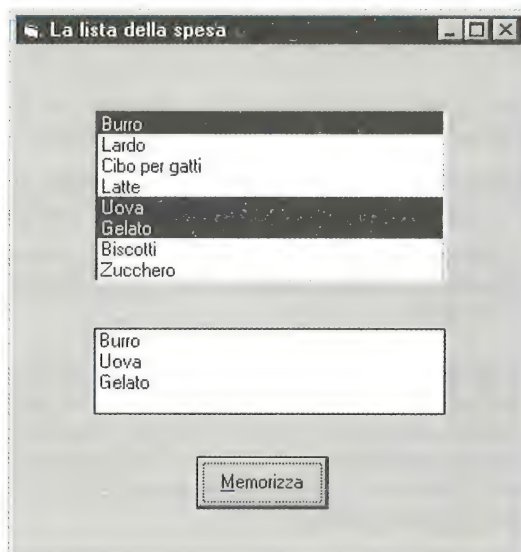 La lista della spesa
Burro
Lardo
Cibo per gatti
Latte
Uova
Gelato
Biscotti
Zucchero
Burro
Uova
Gelato
Memorizza